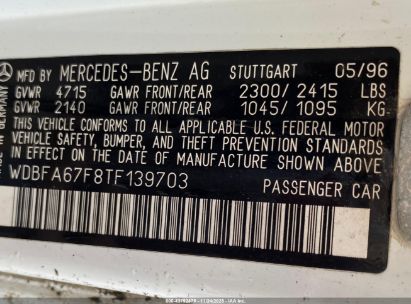 MFD BY MERCEDES-BENZ AG STUTTGART 05/96
GVWR 4715 GAWR FRONT/REAR 2300/2415 LBS
GVWR 2140 GAWR FRONT/REAR 1045/1095 KG
THIS VEHICLE CONFORMS TO ALL APPLICABLE U.S. FEDERAL MOTOR
VEHICLE SAFETY, BUMPER, AND THEFT PREVENTION STANDARDS
IN EFFECT ON THE DATE OF MANUFACTURE SHOWN ABOVE
WDBFA67F8TF139703
PASSENGER CAR
GERMANY